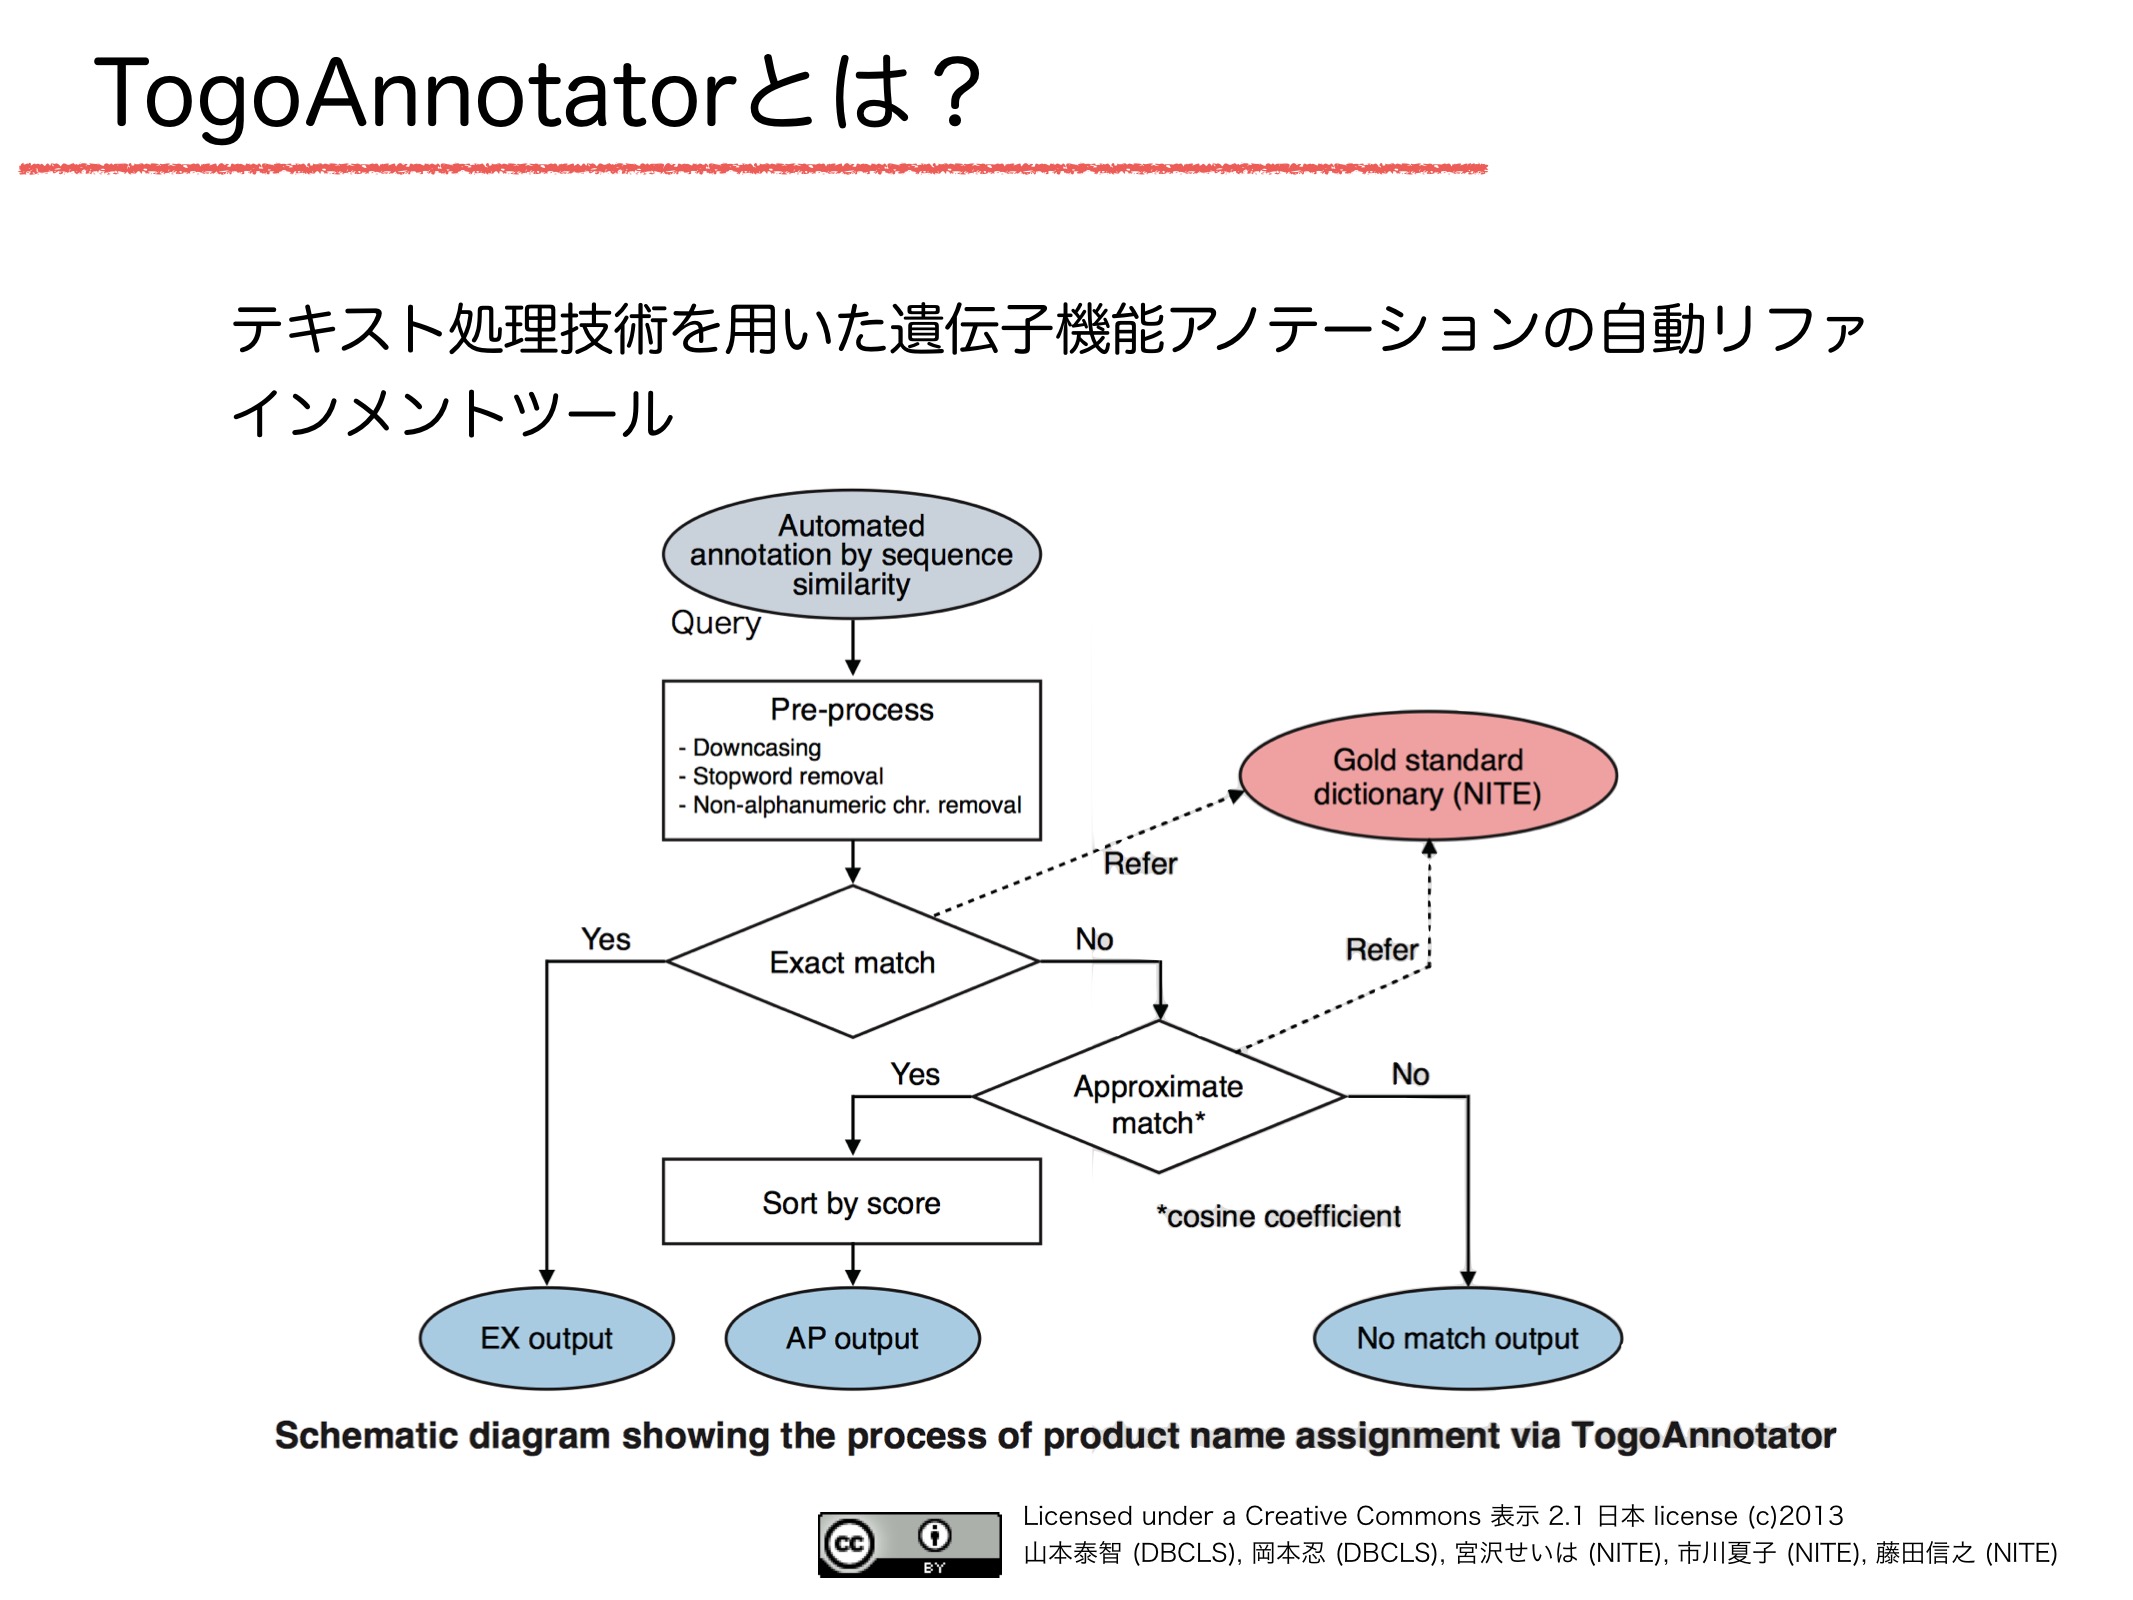 TogoAnnotatorとは？
テキスト処理技術を用いた遺伝子機能アノテーションの自動リファ
インメントツール
Automated
annotation by sequence
similarity
Query
Pre-process
- Downcasing
- Stopword removal
- Non-alphanumeric chr. removal
Gold standard
dictionary (NITE)
Refer
Yes
Exact match
No
Refer
Yes
Approximate
match*
No
Sort by score
*cosine coefficient
EX output
AP output
No match output
Schematic diagram showing the process of product name assignment via TogoAnnotator
cc
BY
Licensed under a Creative Commons 表示 2.1 日本 license (c)2013
山本泰智 (DBCLS), 岡本忍 (DBCLS), 宮沢せいは (NITE), 市川夏子 (NITE), 藤田信之 (NITE)